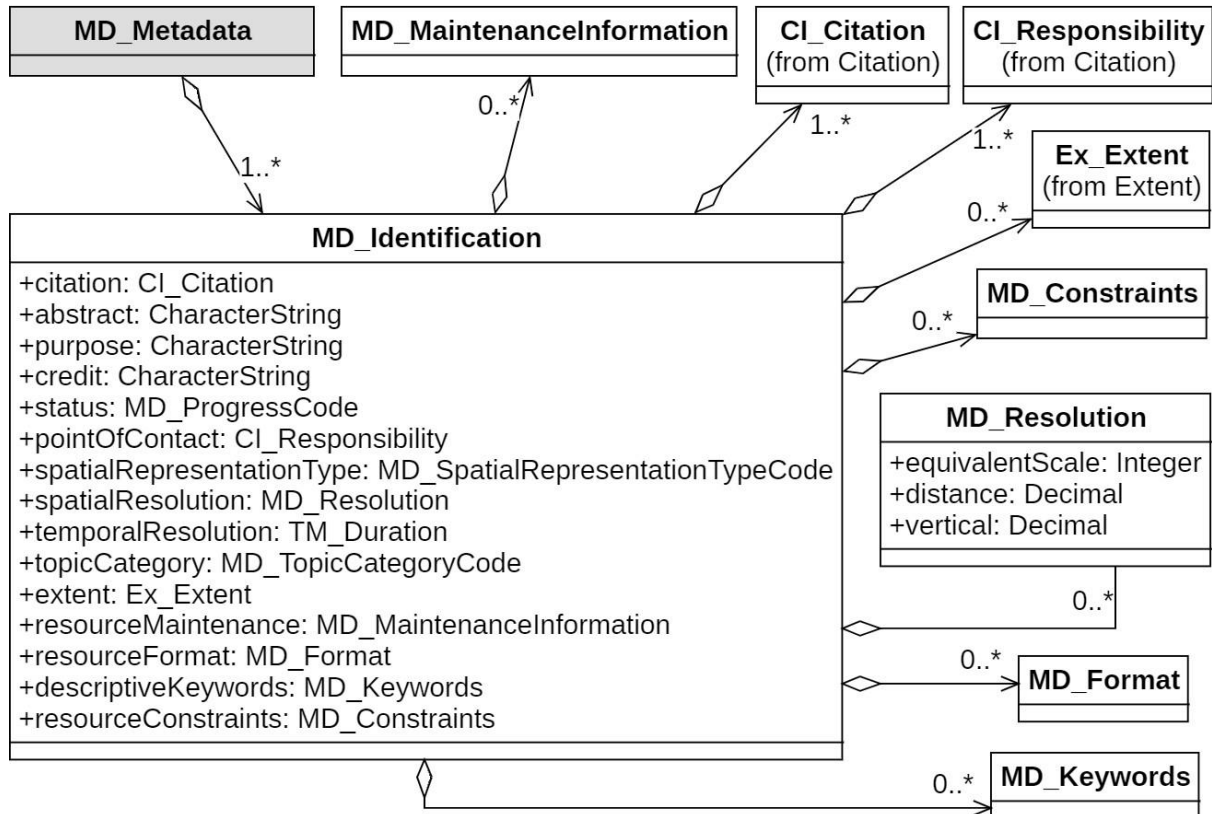 MD_Metadata
MD_MaintenanceInformation
CI_Citation
(from Citation)
CI_Responsibility
(from Citation)
0..*
1..*
1..*
1..*
Ex_Extent
(from Extent)
0..*
MD_Identification
+citation: CI_Citation
+abstract: CharacterString
+purpose: CharacterString
+credit: CharacterString
+status: MD_ProgressCode
+pointOfContact: CI_Responsibility
+spatialRepresentationType: MD_SpatialRepresentationTypeCode
+spatialResolution: MD_Resolution
+temporalResolution: TM_Duration
+topicCategory: MD_TopicCategoryCode
+extent: Ex_Extent
+resourceMaintenance: MD_MaintenanceInformation
+resourceFormat: MD_Format
+descriptiveKeywords: MD_Keywords
+resourceConstraints: MD_Constraints
MD_Constraints
0..*
MD_Resolution
+equivalentScale: Integer
+distance: Decimal
+vertical: Decimal
0..*
0..*
MD_Format
0..*
MD_Keywords